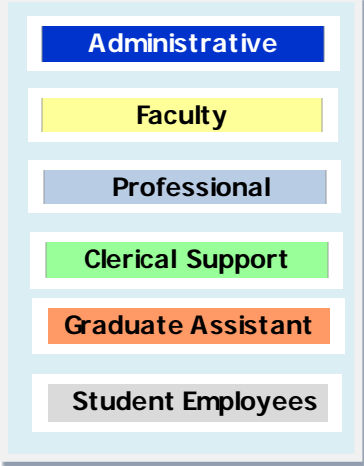 Administrative
Faculty
Professional
Clerical Support
Graduate Assistant
Student Employees